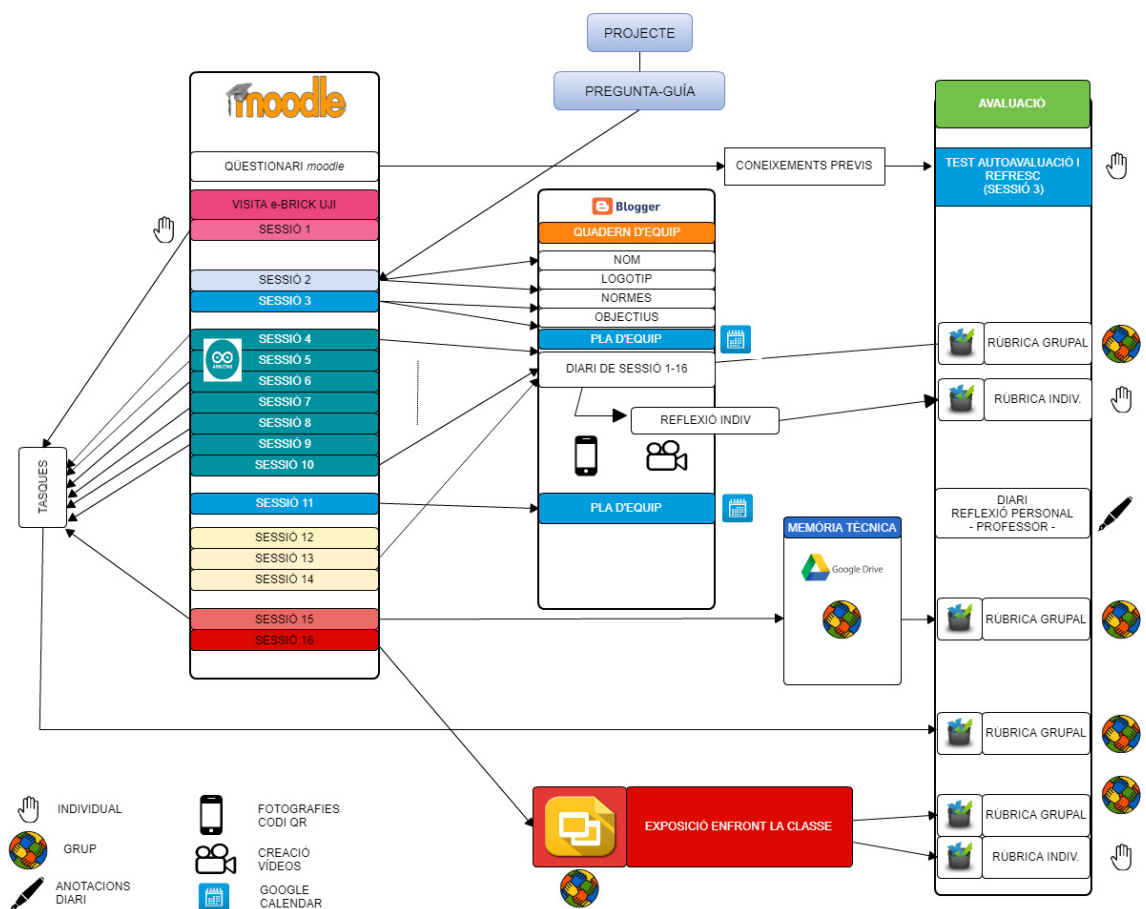 PROJECTE
PREGUNTA-GUÍA
moodle
QÜESTIONARI moodle
VISITA e-BRICK UJI
SESSIÓ 1
SESSIÓ 2
SESSIÓ 3
SESSIÓ 4
SESSIÓ 5
SESSIÓ 6
SESSIÓ 7
SESSIÓ 8
SESSIÓ 9
SESSIÓ 10
SESSIÓ 11
SESSIÓ 12
SESSIÓ 13
SESSIÓ 14
SESSIÓ 15
SESSIÓ 16
ARDUINO
TASQUES
CONEIXEMENTS PREVIS
Blogger
QUADERN D'EQUIP
NOM
LOGOTIP
NORMES
OBJECTIUS
PLA D'EQUIP
DIARI DE SESSIÓ 1-16
REFLEXIÓ INDIV
PLA D'EQUIP
MEMÓRIA TÈCNICA
Google Drive
EXPOSICIÓ ENFRONT LA CLASSE
AVALUACIÓ
TEST AUTOAVALUACIÓ I
REFRESC
(SESSIÓ 3)
RÚBRICA GRUPAL
RÚBRICA INDIV.
DIARI
REFLEXIÓ PERSONAL
- PROFESSOR -
RÚBRICA GRUPAL
RÚBRICA GRUPAL
RÚBRICA GRUPAL
RÚBRICA INDIV.
INDIVIDUAL
GRUP
ANOTACIONS
DIARI
FOTOGRAFIES
CODI QR
CREACIÓ
VÍDEOS
GOOGLE
CALENDAR